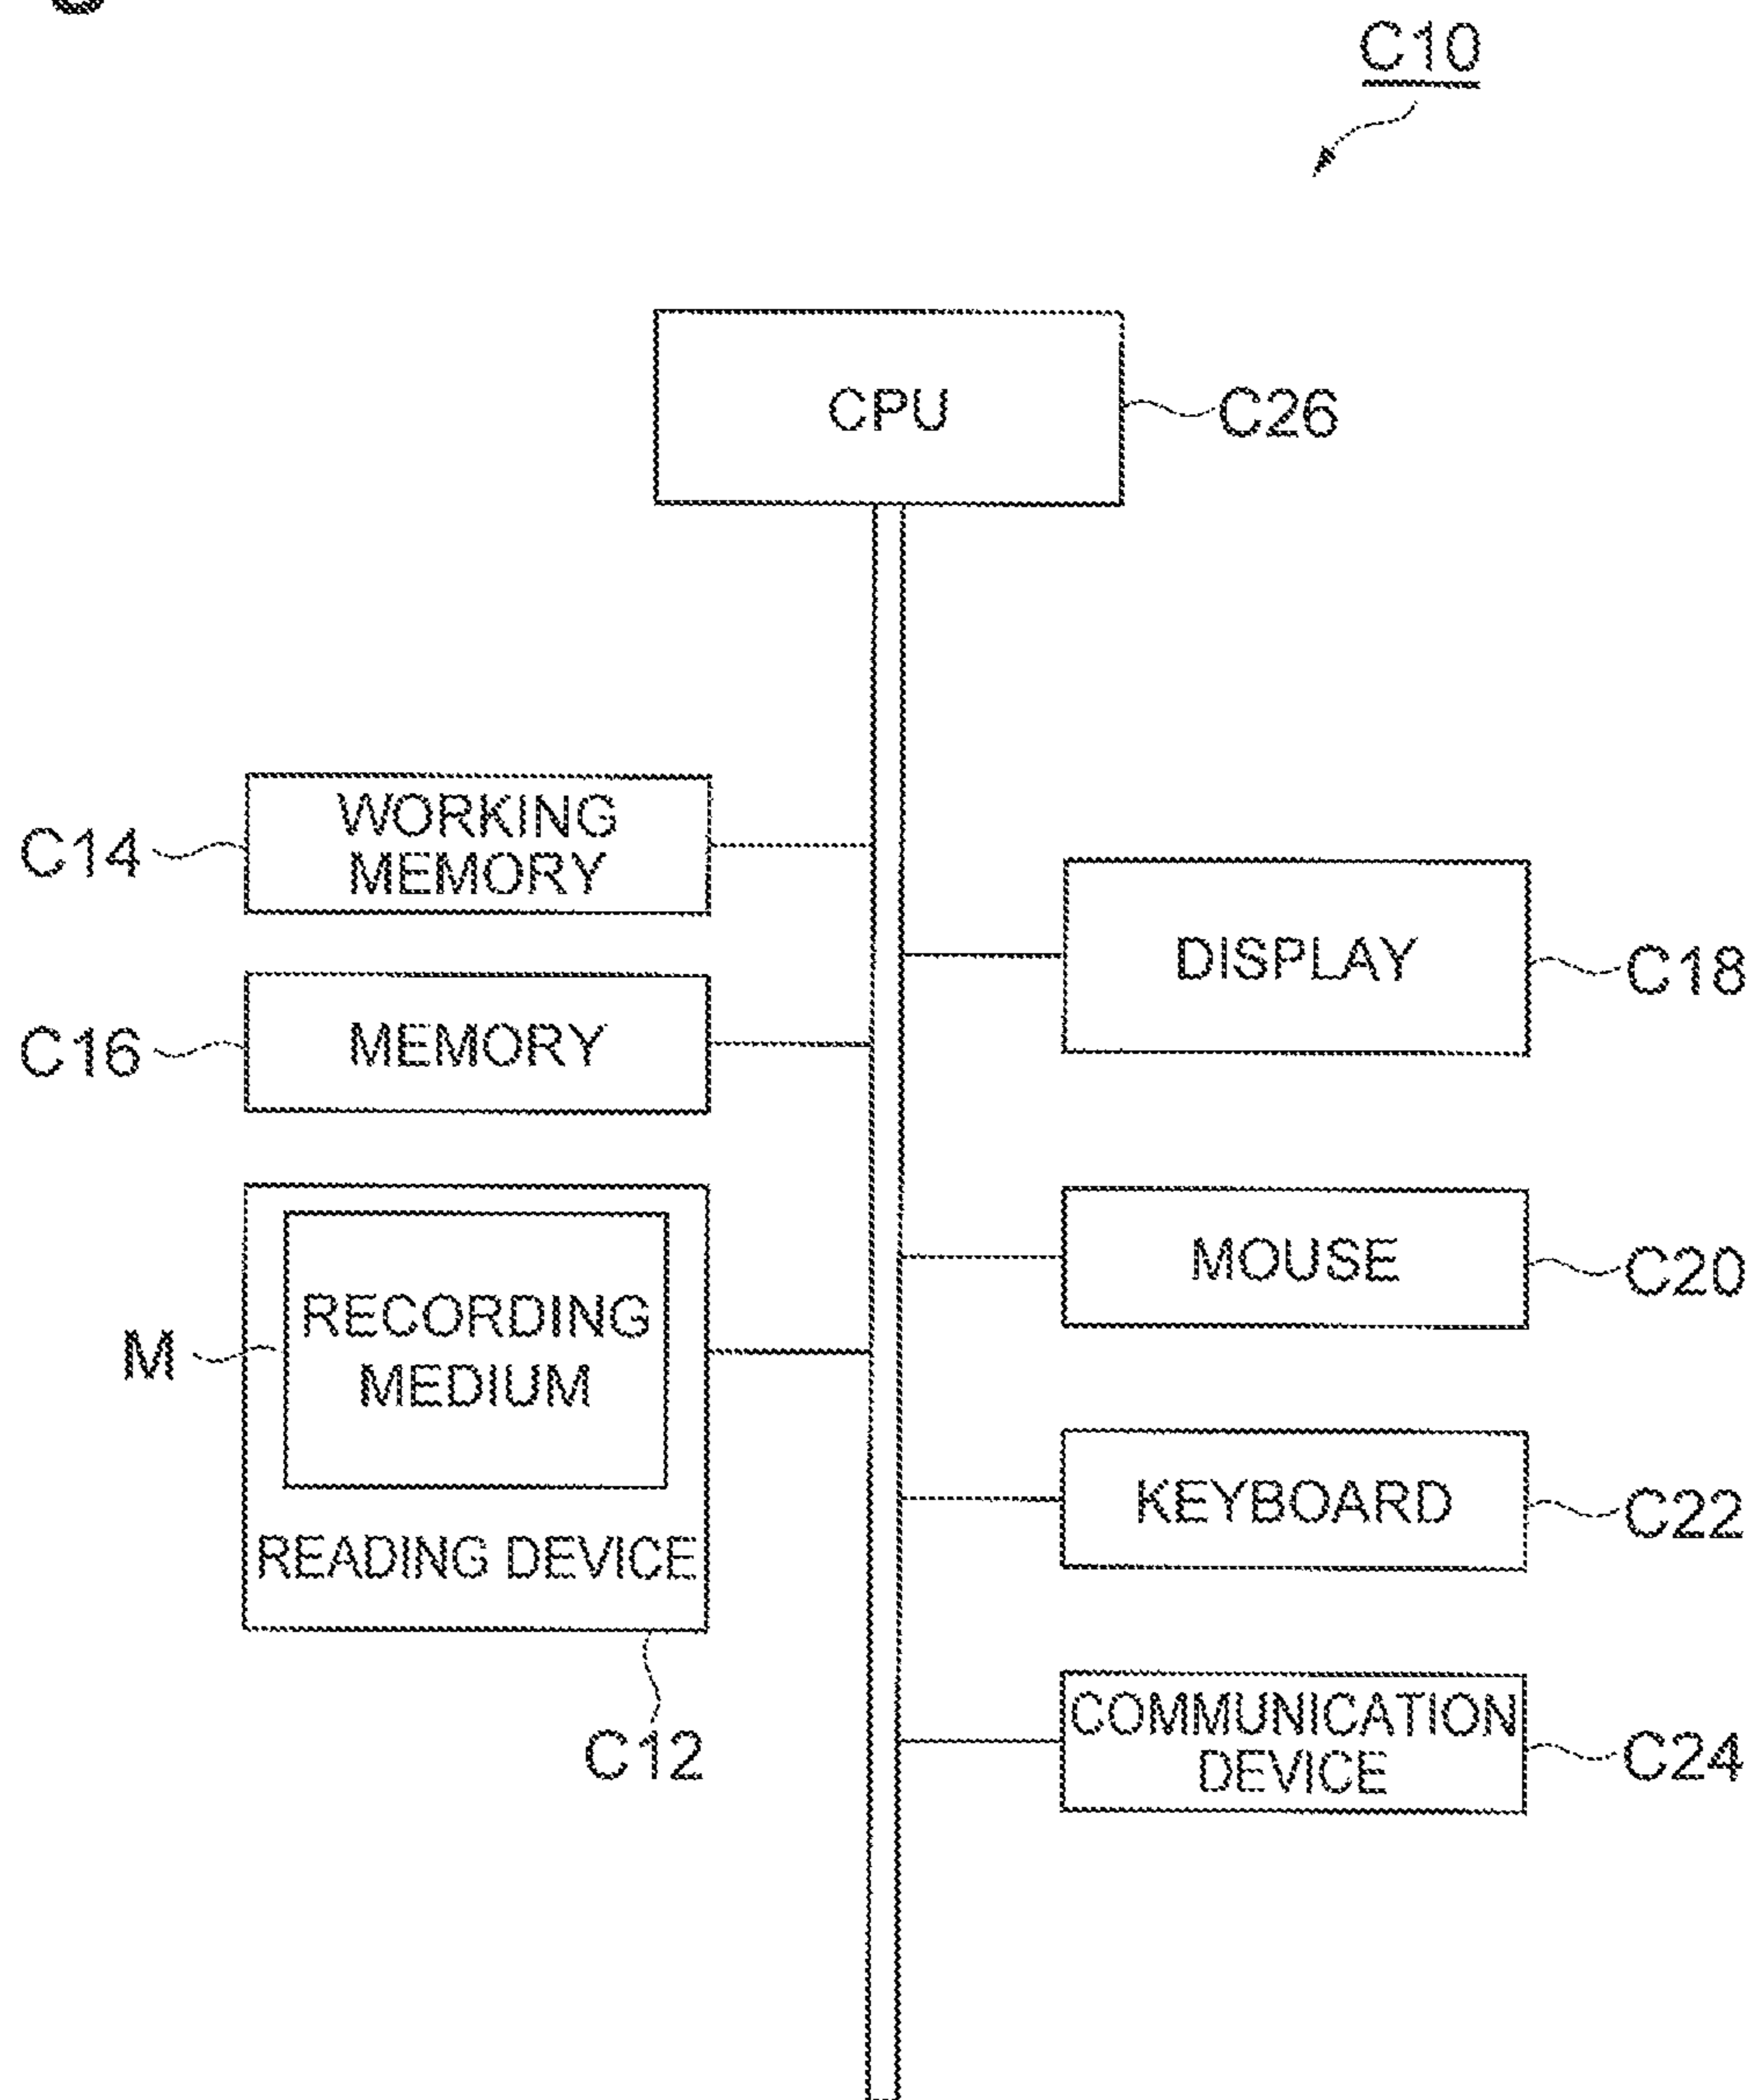 C10
CPU
C26
C14
WORKING
MEMORY
DISPLAY
C18
C16
MEMORY
MOUSE
C20
M
RECORDING
MEDIUM
READING DEVICE
KEYBOARD
C22
C12
COMMUNICATION
DEVICE
C24